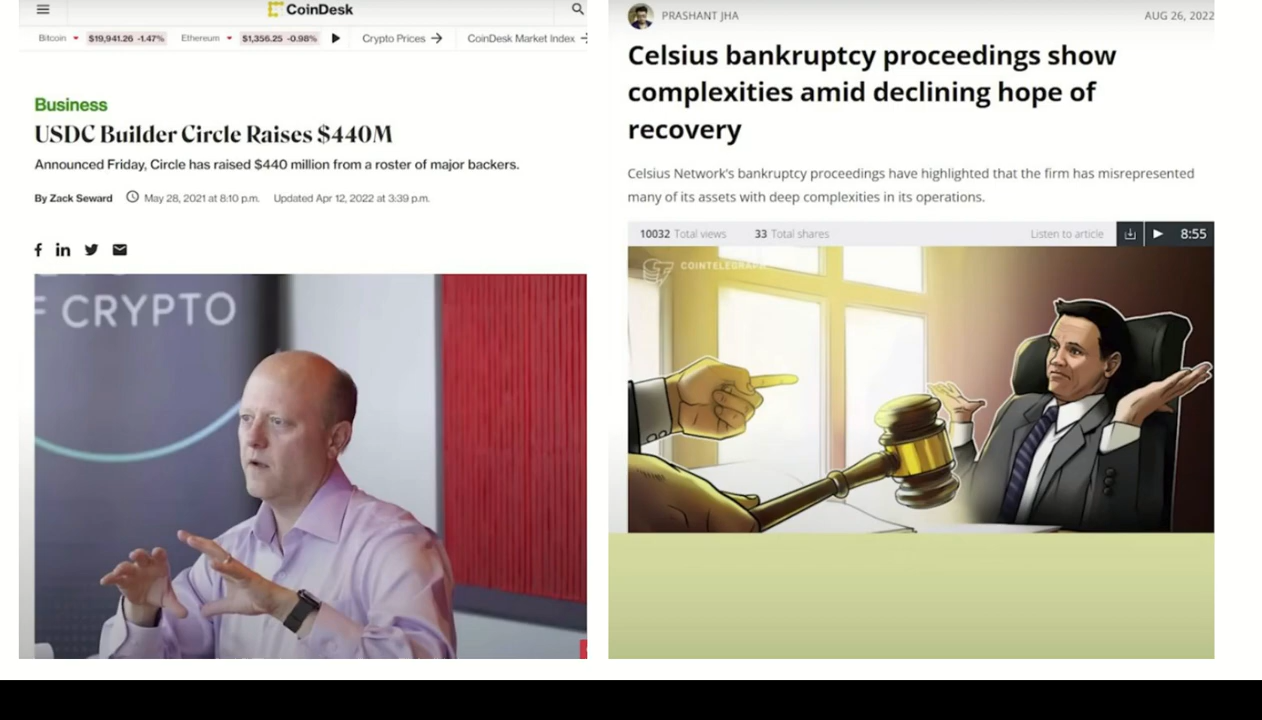 CoinDesk
Bitcoin $19,941.26 -1.47% Ethereum $1,356.25 -0.98% Crypto Prices → CoinDesk Market Index →
Business
USDC Builder Circle Raises $440M
Announced Friday, Circle has raised $440 million from a roster of major backers.
By Zack Seward May 28, 2021 at 8:10 p.m. Updated Apr 12, 2022 at 3:39 p.m.
F CRYPTO
PRASHANT JHA AUG 26, 2022
Celsius bankruptcy proceedings show
complexities amid declining hope of
recovery
Celsius Network's bankruptcy proceedings have highlighted that the firm has misrepresented
many of its assets with deep complexities in its operations.
10032 Total views 33 Total shares Listen to article 8:55
COINTELEGRAPH